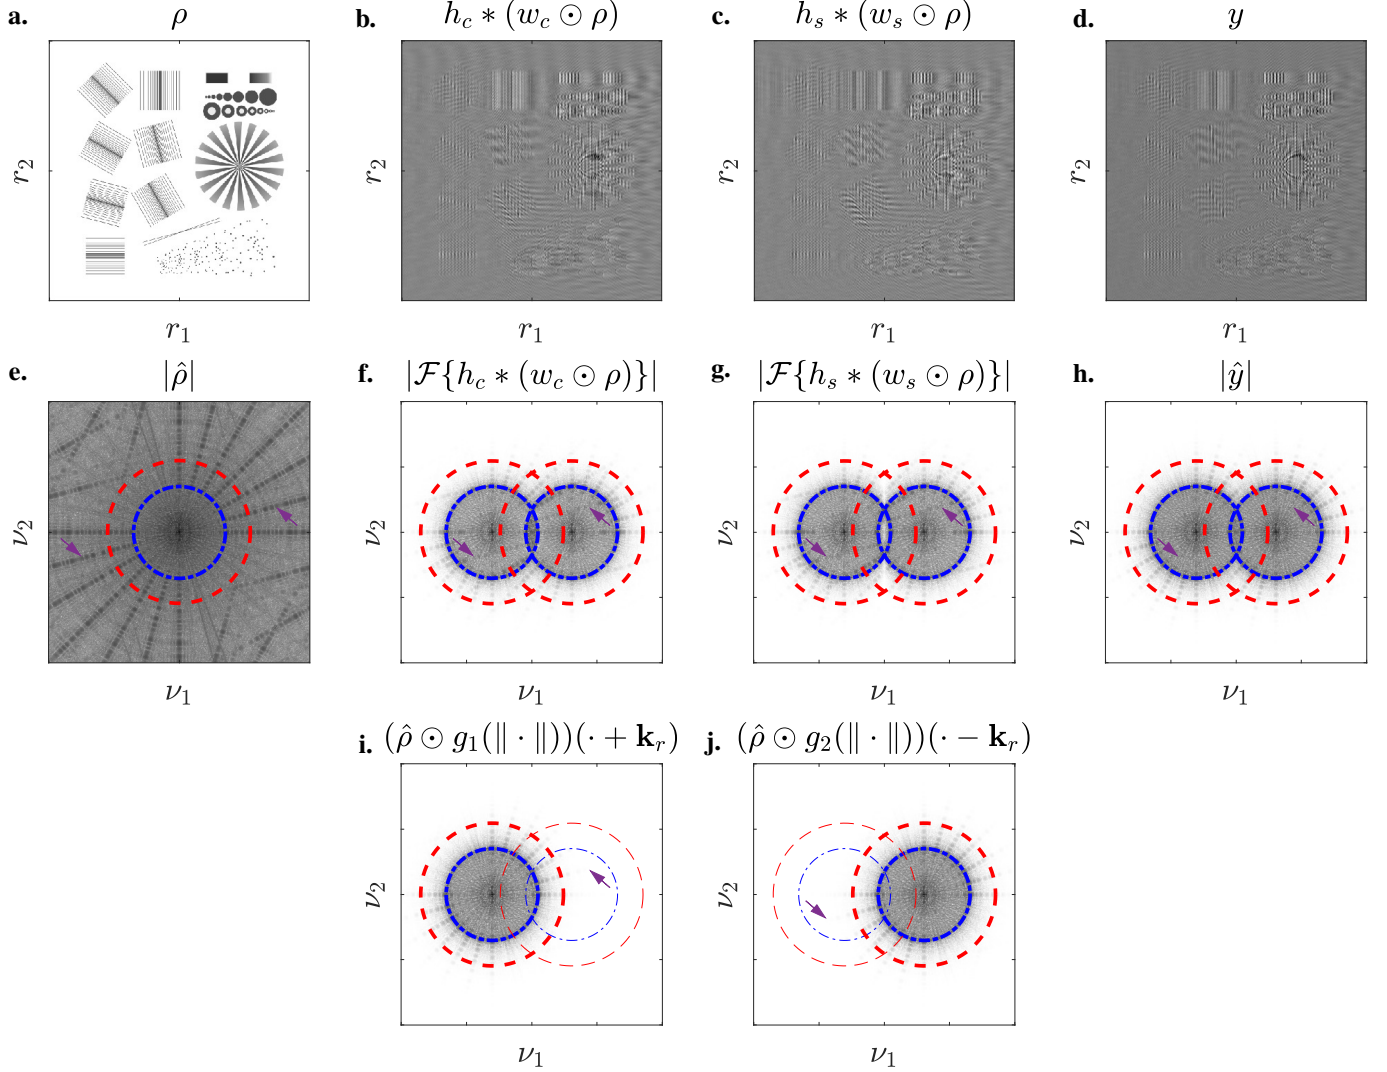 a. ρ
b. h_c ∗ (w_c ⊙ ρ)
c. h_s ∗ (w_s ⊙ ρ)
d. y
r_2
r_2
r_2
r_2
r_1
r_1
r_1
r_1
e. |ρ̂|
f. |ℱ{h_c ∗ (w_c ⊙ ρ)}|
g. |ℱ{h_s ∗ (w_s ⊙ ρ)}|
h. |ŷ|
ν_2
ν_2
ν_2
ν_2
ν_1
ν_1
ν_1
ν_1
i. (ρ̂ ⊙ g_1(‖ · ‖))(· + 𝐤_r)
j. (ρ̂ ⊙ g_2(‖ · ‖))(· − 𝐤_r)
ν_2
ν_2
ν_1
ν_1